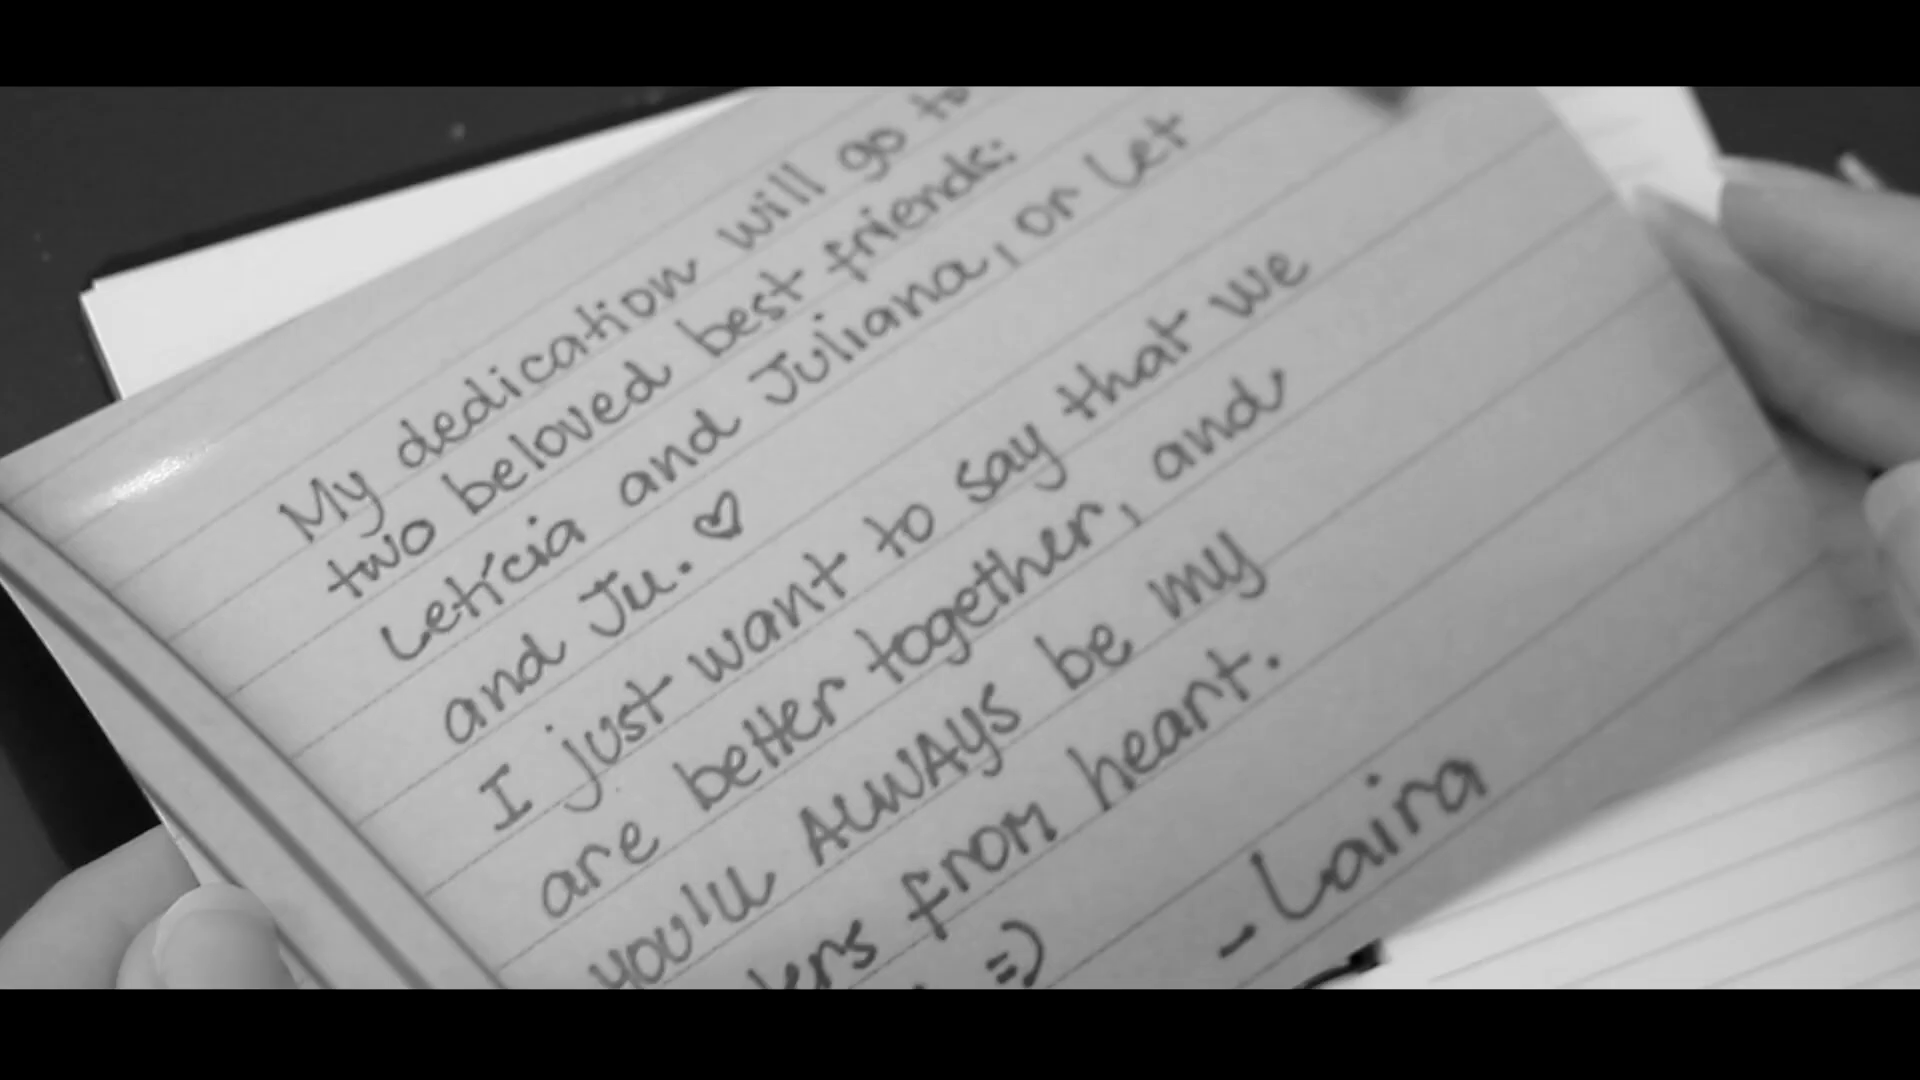 My dedication will go to
two beloved best friends:
Letícia and Juliana, or Let
and Ju. ♡
I just want to say that we
are better together, and
you'll ALWAYS be my
from heart.
=)
- Laira